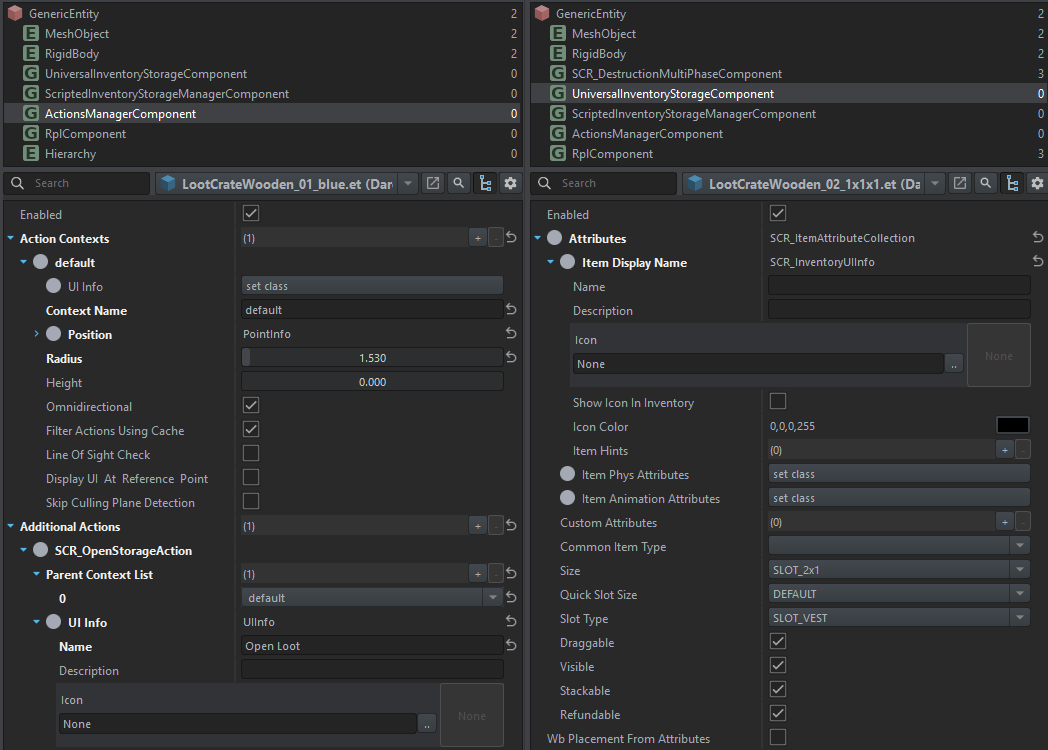 GenericEntity 2
MeshObject 2
RigidBody 2
UniversalInventoryStorageComponent 0
ScriptedInventoryStorageManagerComponent 0
ActionsManagerComponent 0
RplComponent 0
Hierarchy 0
Search
LootCrateWooden_01_blue.et (Dar
Enabled
Action Contexts (1) + -
default
UI Info set class
Context Name default
Position PointInfo
Radius 1.530
Height 0.000
Omnidirectional
Filter Actions Using Cache
Line Of Sight Check
Display UI At Reference Point
Skip Culling Plane Detection
Additional Actions (1) + -
SCR_OpenStorageAction
Parent Context List (1) + -
0 default
UI Info UIInfo
Name Open Loot
Description
Icon
None ..
None
GenericEntity 2
MeshObject 2
RigidBody 2
SCR_DestructionMultiPhaseComponent 3
UniversalInventoryStorageComponent 0
ScriptedInventoryStorageManagerComponent 0
ActionsManagerComponent 0
RplComponent 3
Search
LootCrateWooden_02_1x1x1.et (Da
Enabled
Attributes SCR_ItemAttributeCollection
Item Display Name SCR_InventoryUIInfo
Name
Description
Icon
None ..
None
Show Icon In Inventory
Icon Color 0,0,0,255
Item Hints (0) + -
Item Phys Attributes set class
Item Animation Attributes set class
Custom Attributes (0) + -
Common Item Type
Size SLOT_2x1
Quick Slot Size DEFAULT
Slot Type SLOT_VEST
Draggable
Visible
Stackable
Refundable
Wb Placement From Attributes